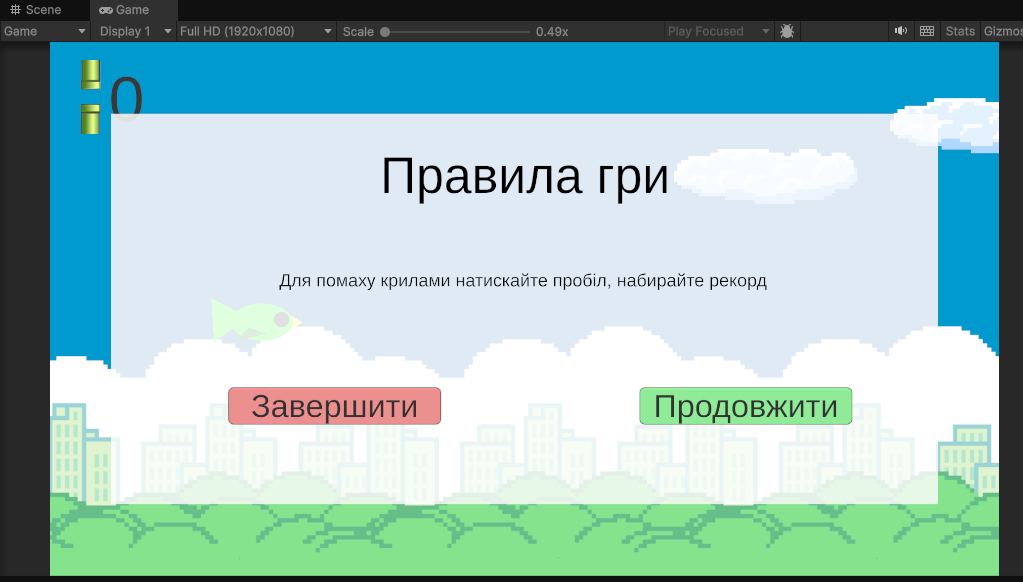 Scene Game
Game Display 1 Full HD (1920x1080) Scale 0.49x Play Focused Stats Gizmos
0
Правила гри
Для помаху крилами натискайте пробіл, набирайте рекорд
Завершити Продовжити